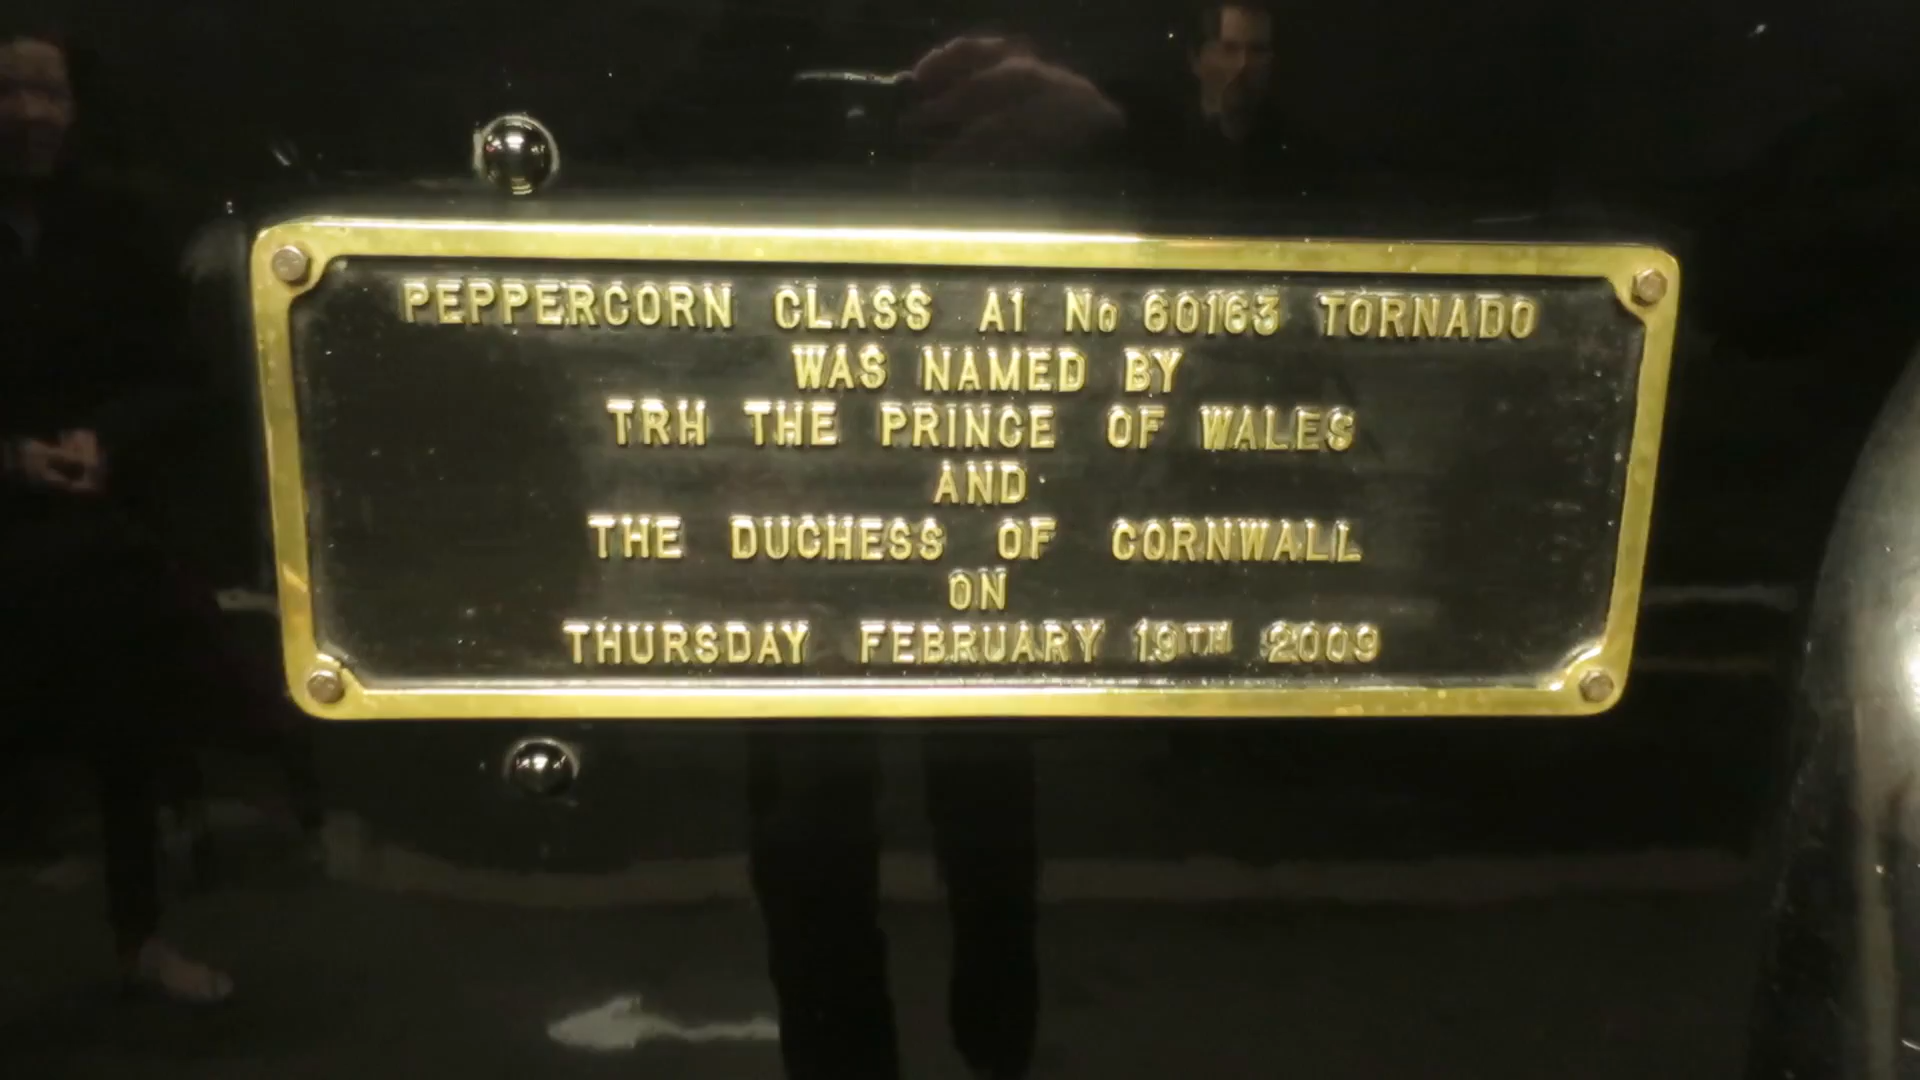 PEPPERCORN CLASS A1 No 60163 TORNADO
WAS NAMED BY
TRH THE PRINCE OF WALES
AND
THE DUCHESS OF CORNWALL
ON
THURSDAY FEBRUARY 19TH 2009